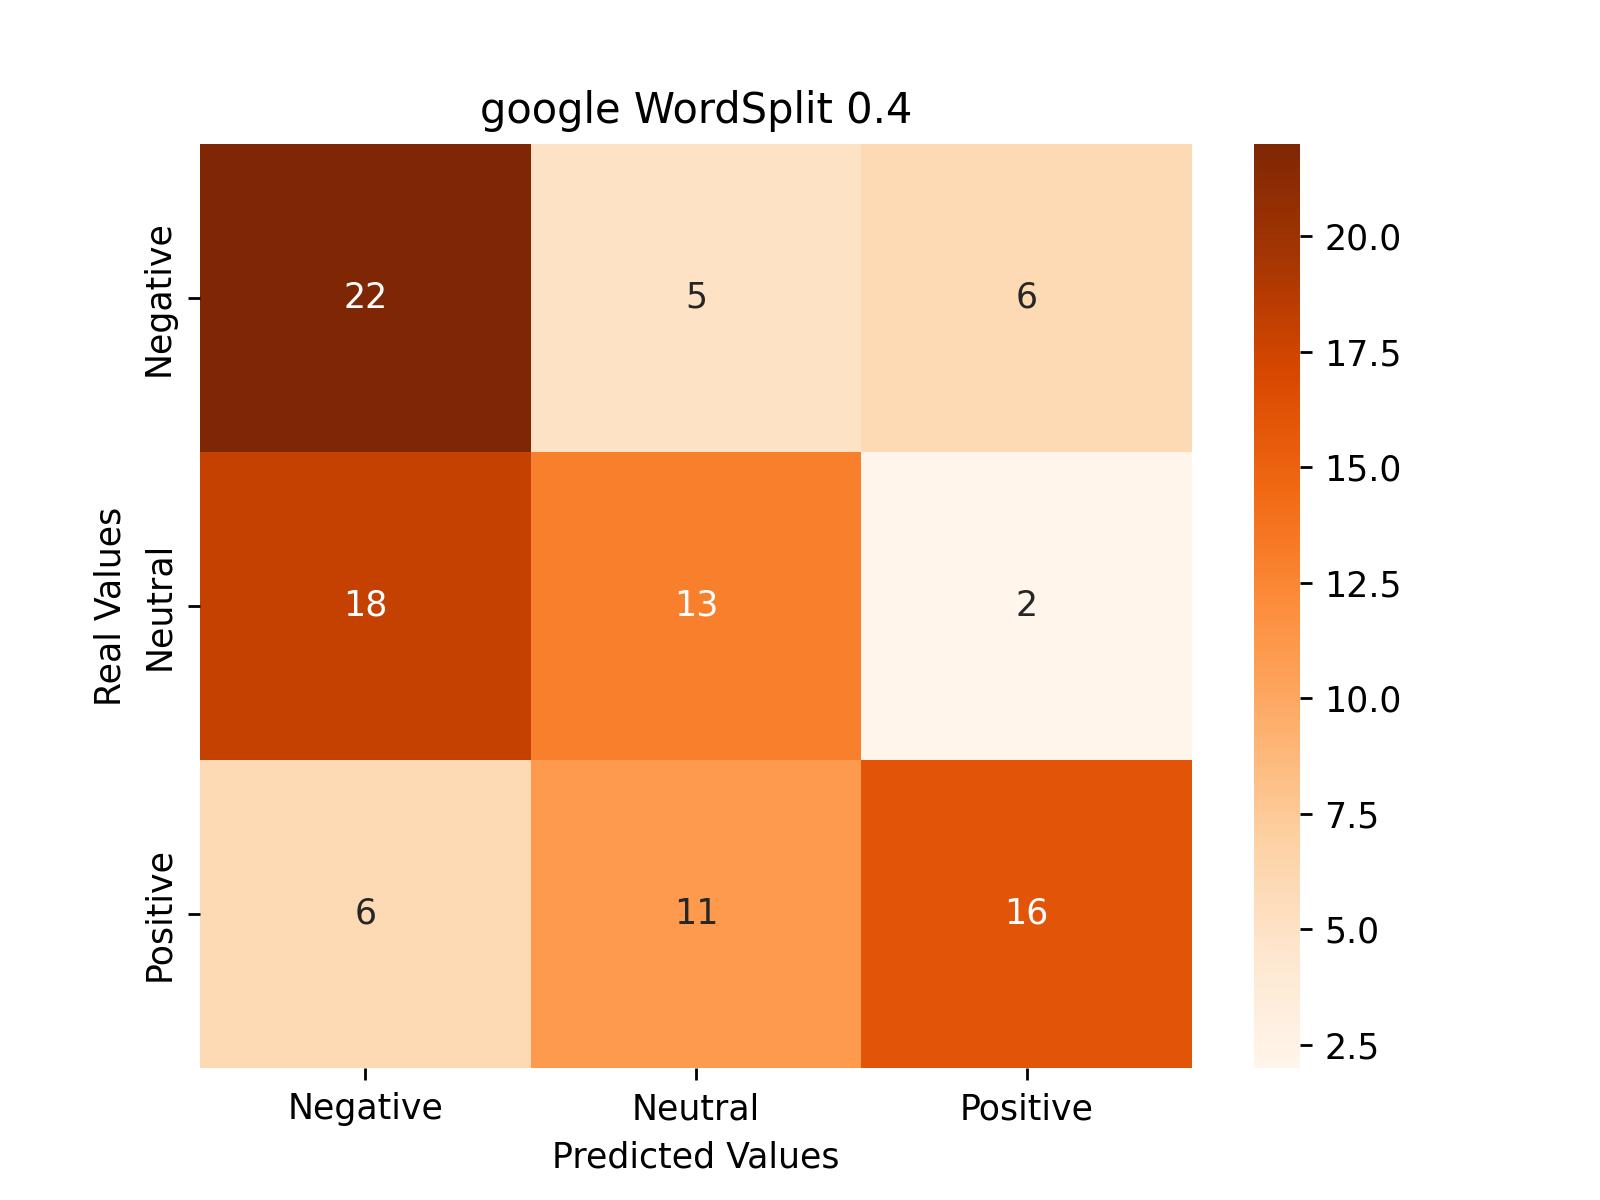 google WordSplit 0.4
Real Values
Negative
22
5
6
Neutral
18
13
2
Positive
6
11
16
Negative
Neutral
Positive
Predicted Values
20.0
17.5
15.0
12.5
10.0
7.5
5.0
2.5